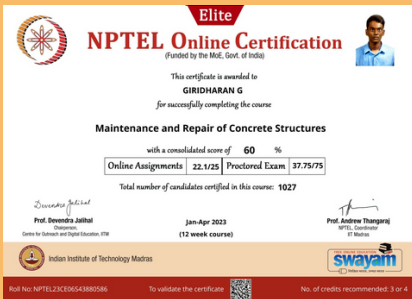 Elite
NPTEL Online Certification
(Funded by the MoE, Govt. of India)
This certificate is awarded to
GIRIDHARAN G
for successfully completing the course
Maintenance and Repair of Concrete Structures
with a consolidated score of 60 %
Online Assignments 22.1/25 Proctored Exam 37.75/75
Total number of candidates certified in this course: 1027
Devendra Jalihal
Prof. Devendra Jalihal
Chairperson,
Centre for Outreach and Digital Education, IITM
Jan-Apr 2023
(12 week course)
Prof. Andrew Thangaraj
NPTEL, Coordinator
IIT Madras
Indian Institute of Technology Madras
FREE ONLINE EDUCATION
swayam
Roll No: NPTEL23CE06S43880586
To validate the certificate
No. of credits recommended: 3 or 4